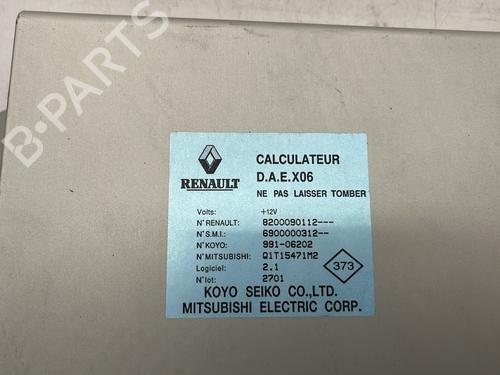 B-PARTS
RENAULT
CALCULATEUR
D.A.E.X06
NE PAS LAISSER TOMBER
Volts: +12V
N°RENAULT: 8200090112---
N°S.M.I.: 6900000312--
N°KOYO: 991-06202
N°MITSUBISHI: Q1T15471M2
Logiciel: 2.1
N°lot: 2701
373
KOYO SEIKO CO.,LTD.
MITSUBISHI ELECTRIC CORP.